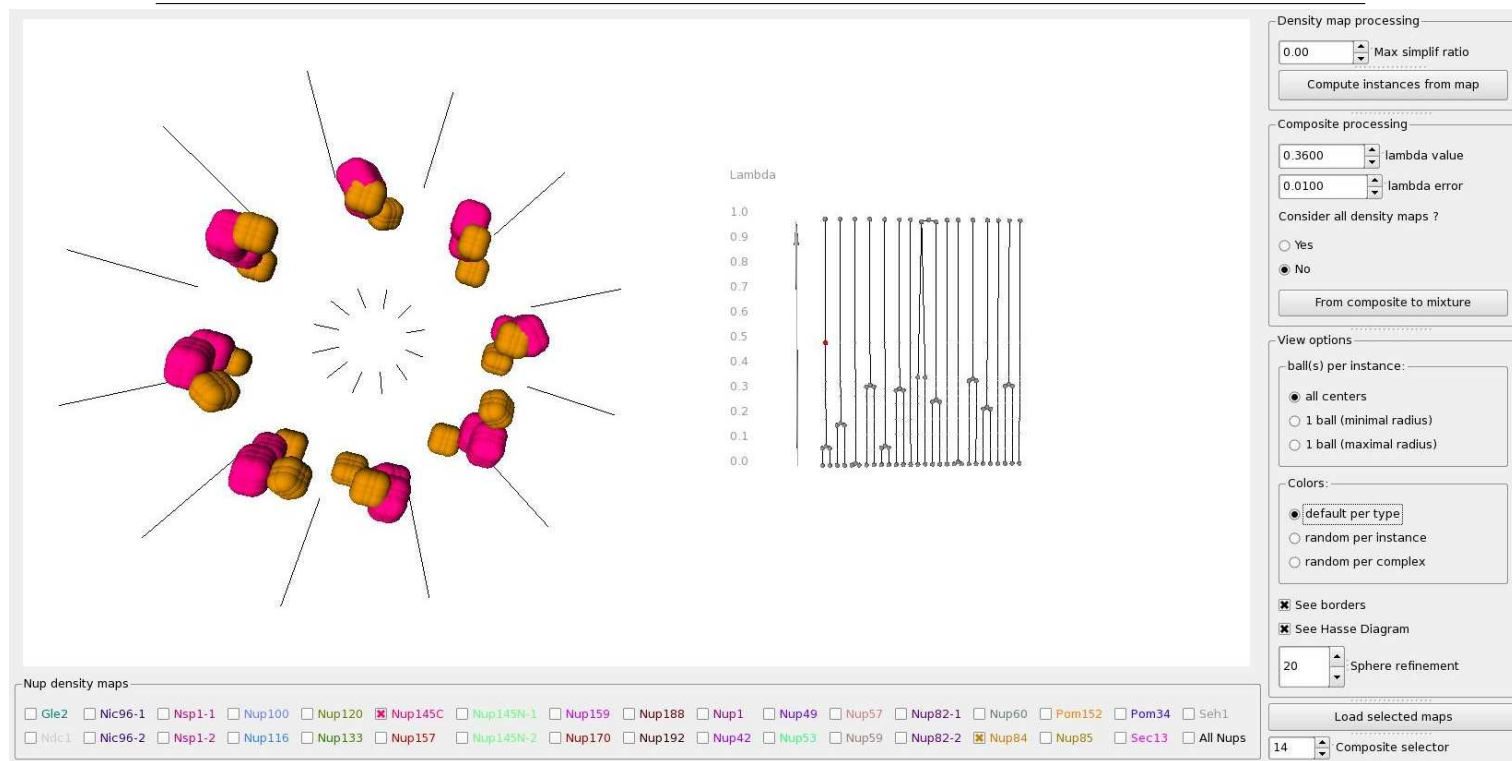 Lambda
1.0
0.9
0.8
0.7
0.6
0.5
0.4
0.3
0.2
0.1
0.0
Density map processing
0.00 Max simplif ratio
Compute instances from map
Composite processing
0.3600 lambda value
0.0100 lambda error
Consider all density maps ?
Yes
No
From composite to mixture
View options
ball(s) per instance:
all centers
1 ball (minimal radius)
1 ball (maximal radius)
Colors:
default per type
random per instance
random per complex
See borders
See Hasse Diagram
20 Sphere refinement
Load selected maps
14 Composite selector
Nup density maps
Gle2 Nic96-1 Nsp1-1 Nup100 Nup120 Nup145C Nup145N-1 Nup159 Nup188 Nup1 Nup49 Nup57 Nup82-1 Nup60 Pom152 Pom34 Seh1
Ndc1 Nic96-2 Nsp1-2 Nup116 Nup133 Nup157 Nup145N-2 Nup170 Nup192 Nup42 Nup53 Nup59 Nup82-2 Nup84 Nup85 Sec13 All Nups